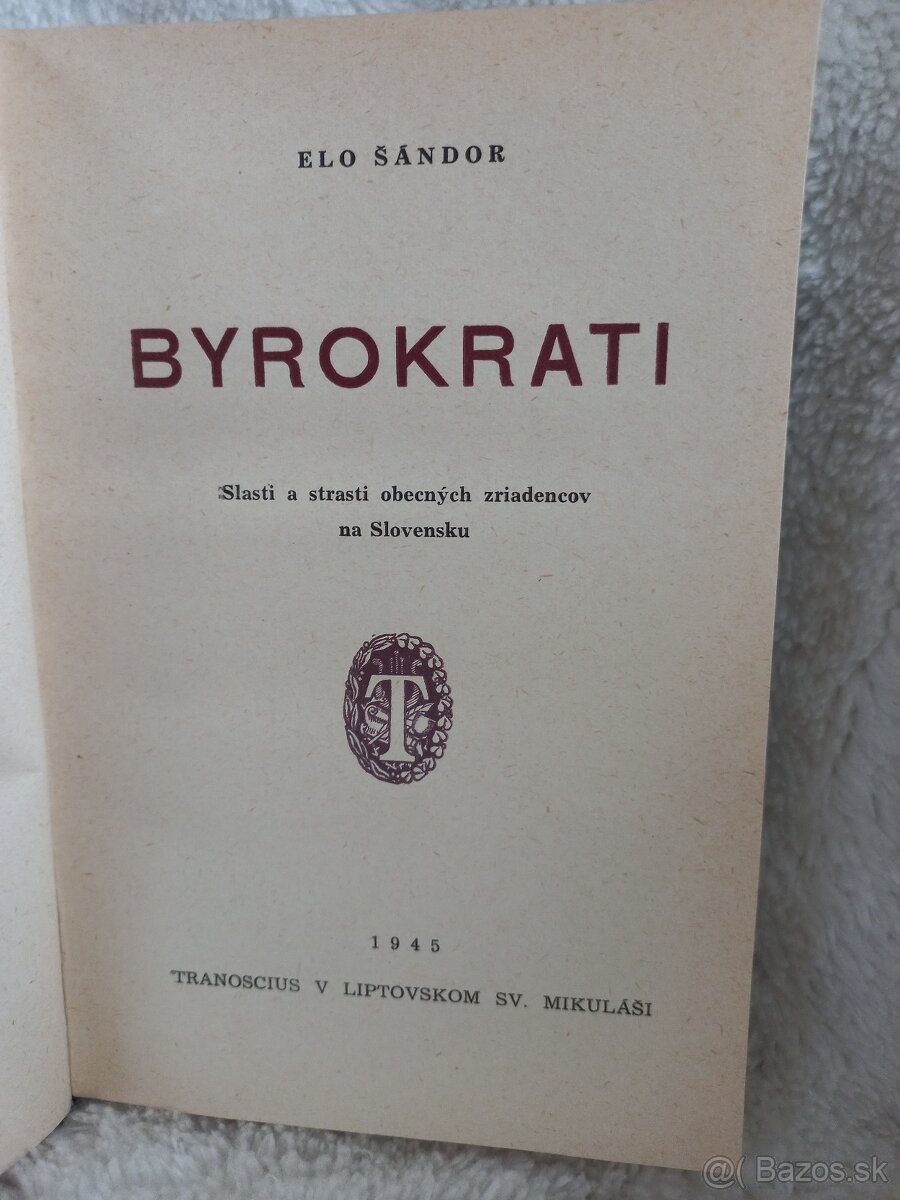 ELO ŠÁNDOR
BYROKRATI
Slasti a strasti obecných zriadencov
na Slovensku
T
1945
TRANOSCIUS V LIPTOVSKOM SV. MIKULÁŠI
@( Bazos.sk